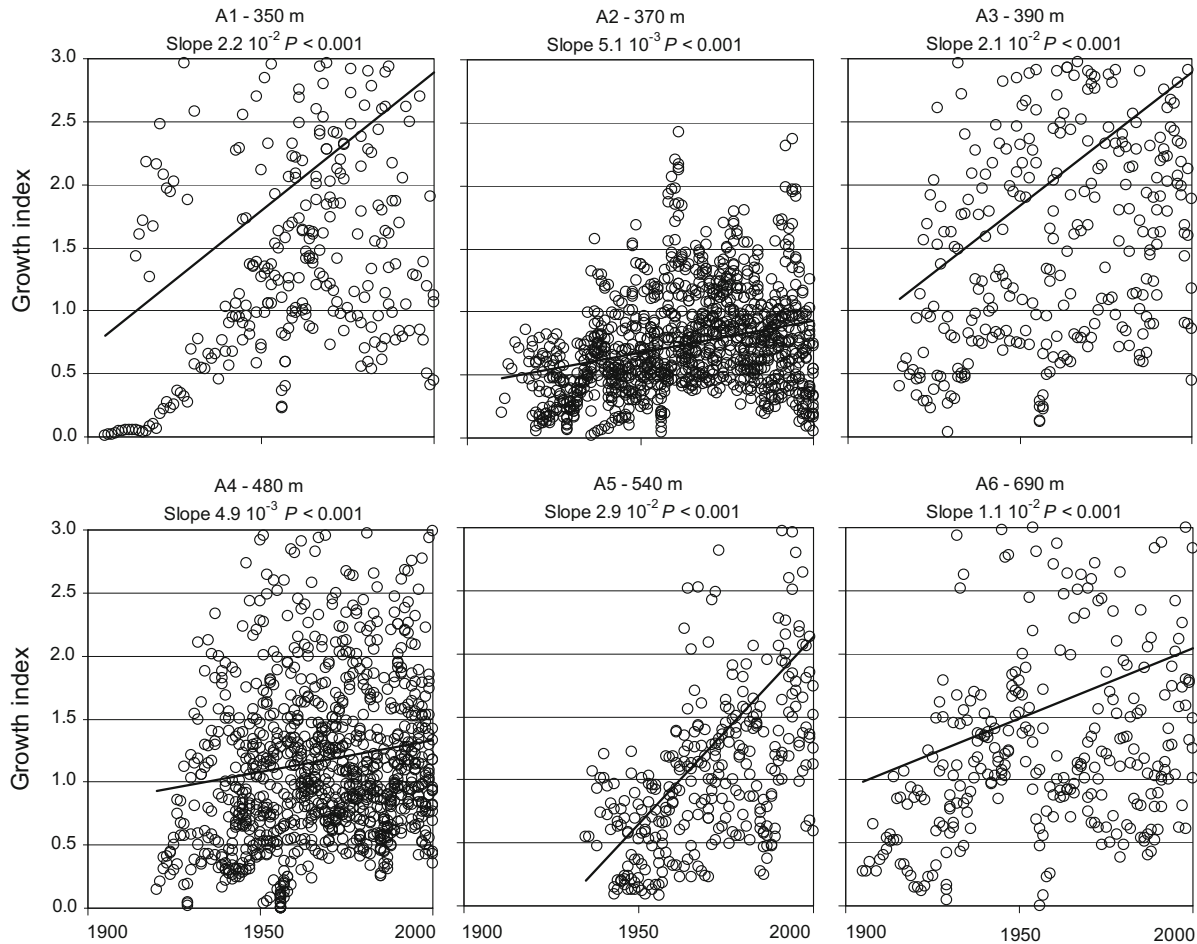 A1 - 350 m
Slope 2.2 10⁻² P < 0.001
A2 - 370 m
Slope 5.1 10⁻³ P < 0.001
A3 - 390 m
Slope 2.1 10⁻² P < 0.001
3.0
2.5
2.0
1.5
1.0
0.5
0.0
Growth index
A4 - 480 m
Slope 4.9 10⁻³ P < 0.001
A5 - 540 m
Slope 2.9 10⁻² P < 0.001
A6 - 690 m
Slope 1.1 10⁻² P < 0.001
3.0
2.5
2.0
1.5
1.0
0.5
0.0
Growth index
1900 1950 2000
1900 1950 2000
1900 1950 2000